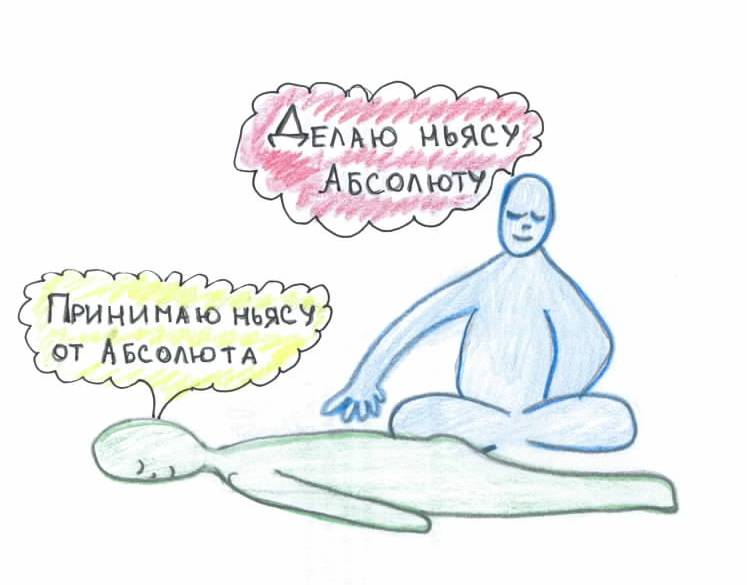 Делаю ньясу
Абсолюту
Принимаю ньясу
от Абсолюта